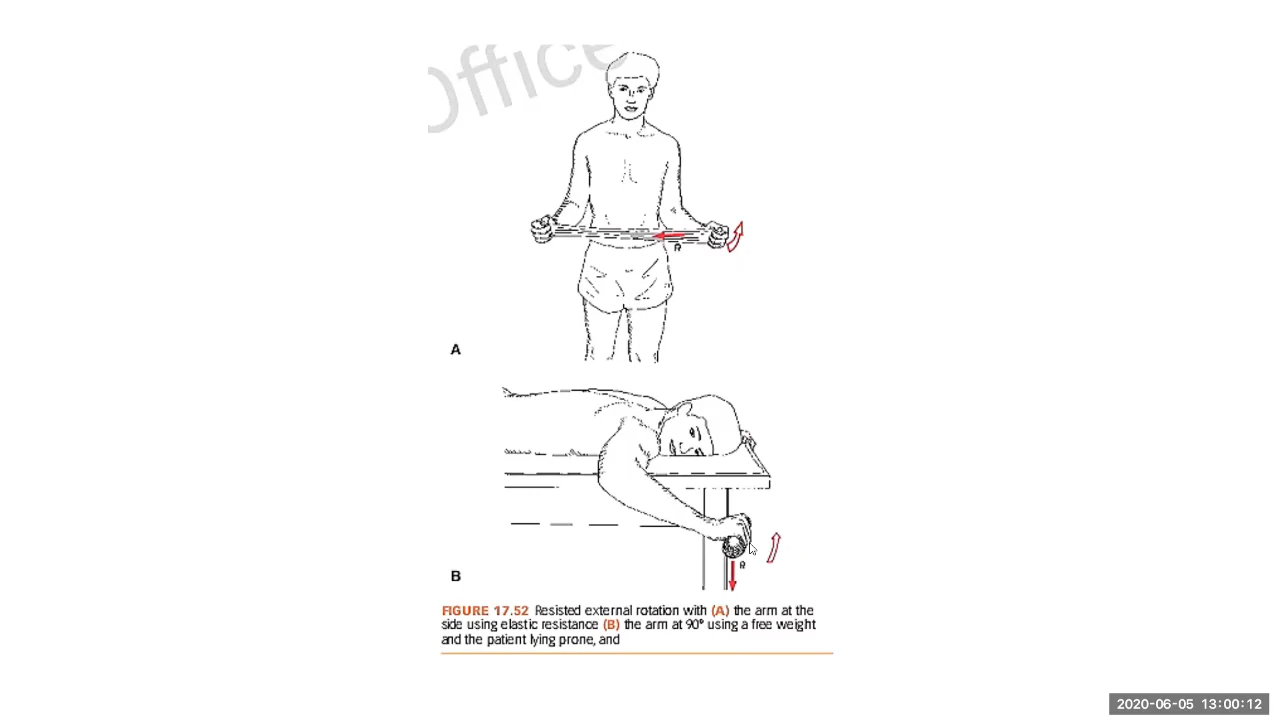 Office
R
A
R
B
FIGURE 17.52 Resisted external rotation with (A) the arm at the
side using elastic resistance (B) the arm at 90° using a free weight
and the patient lying prone, and
2020-06-05 13:00:12